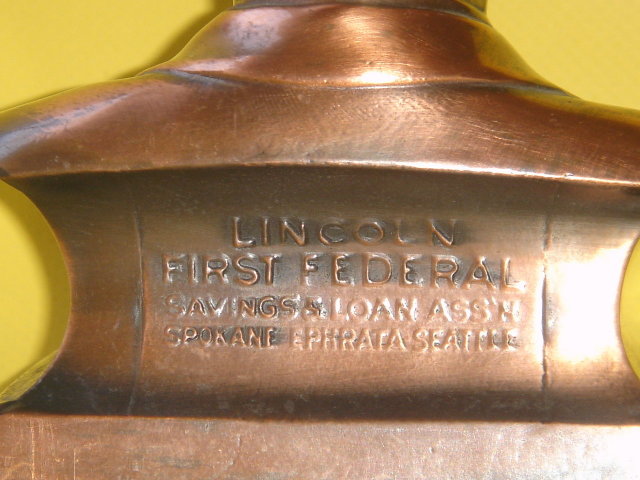 LINCOLN
FIRST FEDERAL
SAVINGS & LOAN ASS'N
SPOKANE EPHRATA SEATTLE